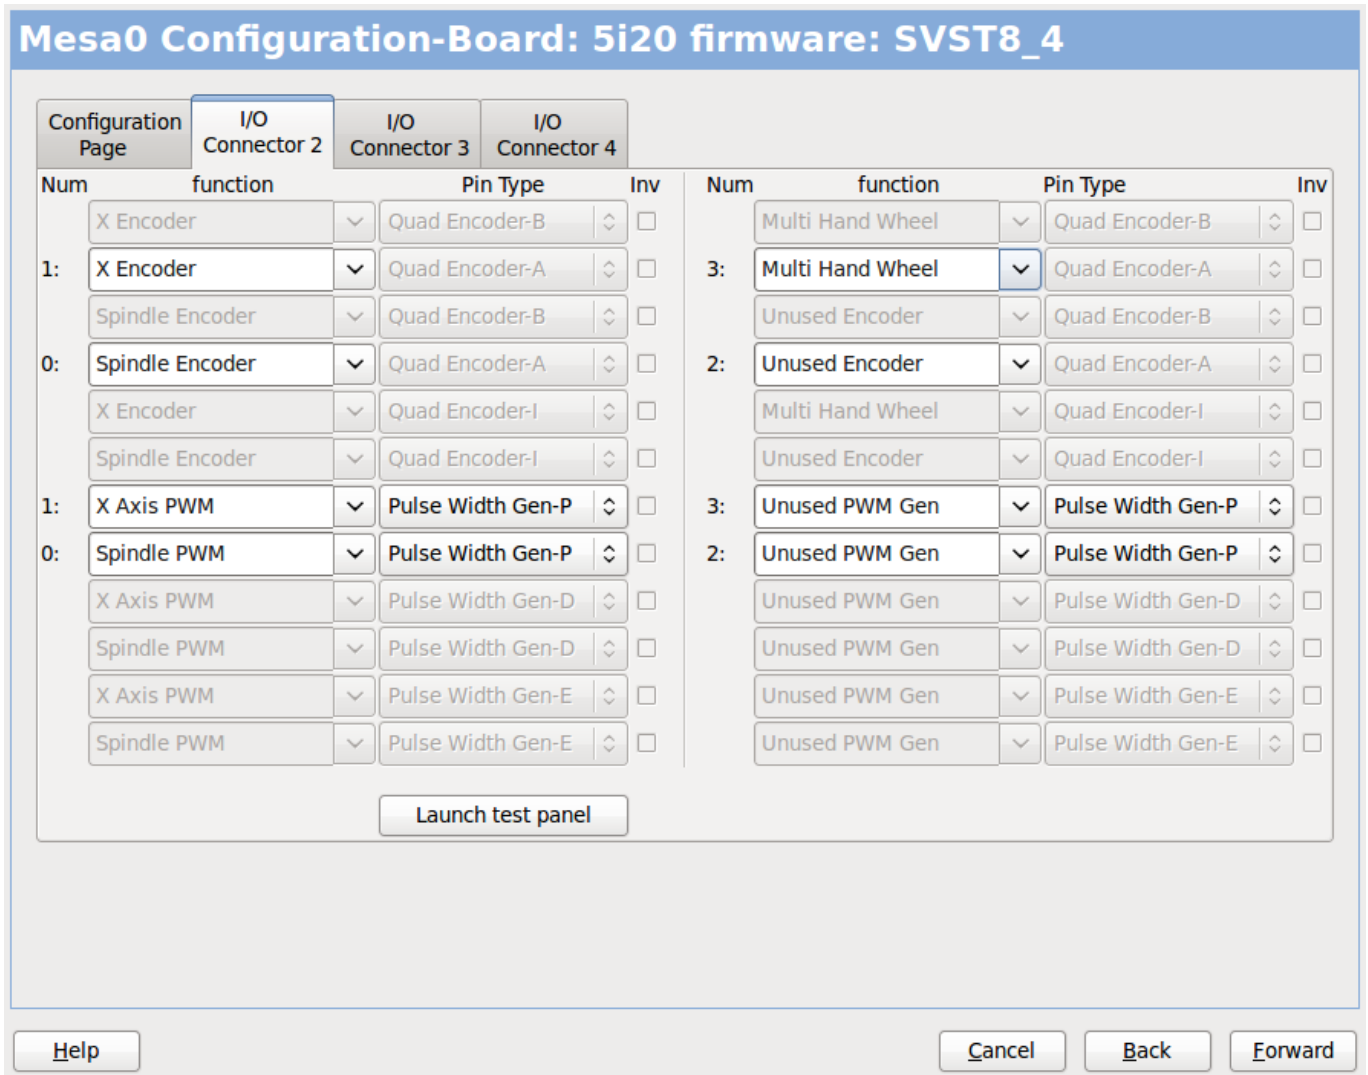 Mesa0 Configuration-Board: 5i20 firmware: SVST8_4
Configuration Page
I/O Connector 2
I/O Connector 3
I/O Connector 4
Num function Pin Type Inv Num function Pin Type Inv
X Encoder Quad Encoder-B Multi Hand Wheel Quad Encoder-B
1: X Encoder Quad Encoder-A 3: Multi Hand Wheel Quad Encoder-A
Spindle Encoder Quad Encoder-B Unused Encoder Quad Encoder-B
0: Spindle Encoder Quad Encoder-A 2: Unused Encoder Quad Encoder-A
X Encoder Quad Encoder-I Multi Hand Wheel Quad Encoder-I
Spindle Encoder Quad Encoder-I Unused Encoder Quad Encoder-I
1: X Axis PWM Pulse Width Gen-P 3: Unused PWM Gen Pulse Width Gen-P
0: Spindle PWM Pulse Width Gen-P 2: Unused PWM Gen Pulse Width Gen-P
X Axis PWM Pulse Width Gen-D Unused PWM Gen Pulse Width Gen-D
Spindle PWM Pulse Width Gen-D Unused PWM Gen Pulse Width Gen-D
X Axis PWM Pulse Width Gen-E Unused PWM Gen Pulse Width Gen-E
Spindle PWM Pulse Width Gen-E Unused PWM Gen Pulse Width Gen-E
Launch test panel
Help Cancel Back Forward